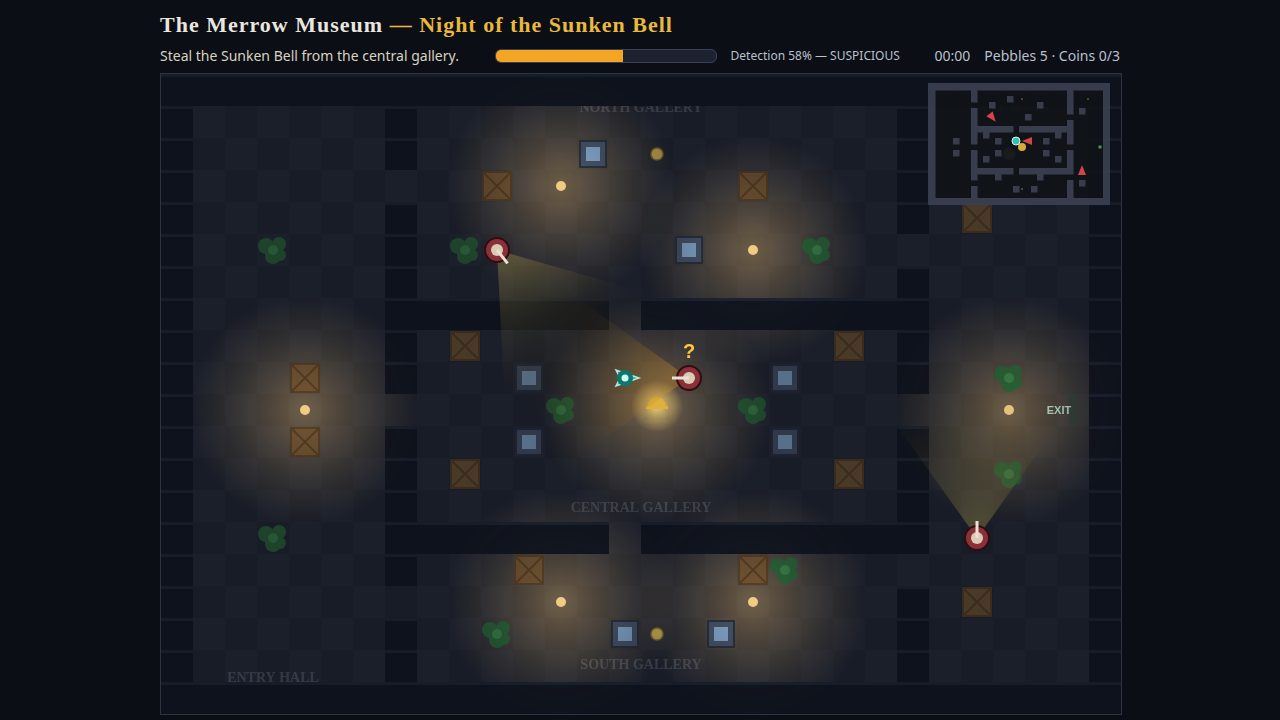 The Merrow Museum — Night of the Sunken Bell
Steal the Sunken Bell from the central gallery.
Detection 58% — SUSPICIOUS
00:00
Pebbles 5 · Coins 0/3
NORTH GALLERY
?
EXIT
CENTRAL GALLERY
SOUTH GALLERY
ENTRY HALL